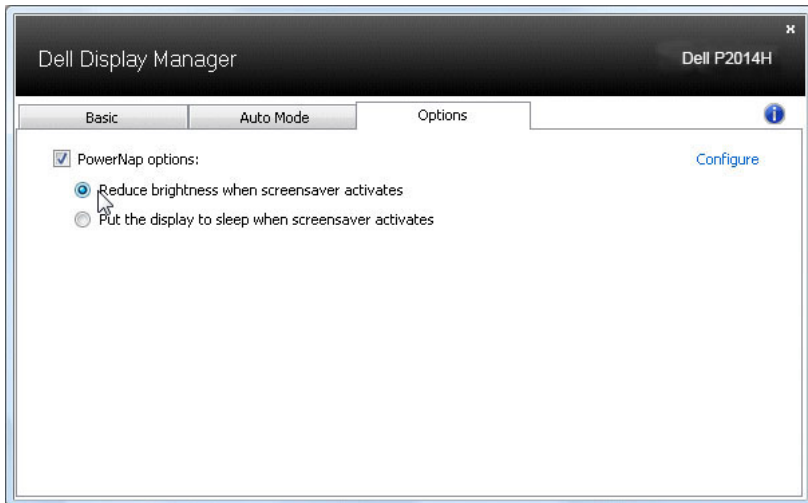 x
Dell Display Manager
Dell P2014H
Basic
Auto Mode
Options
i
PowerNap options:
Configure
Reduce brightness when screensaver activates
Put the display to sleep when screensaver activates